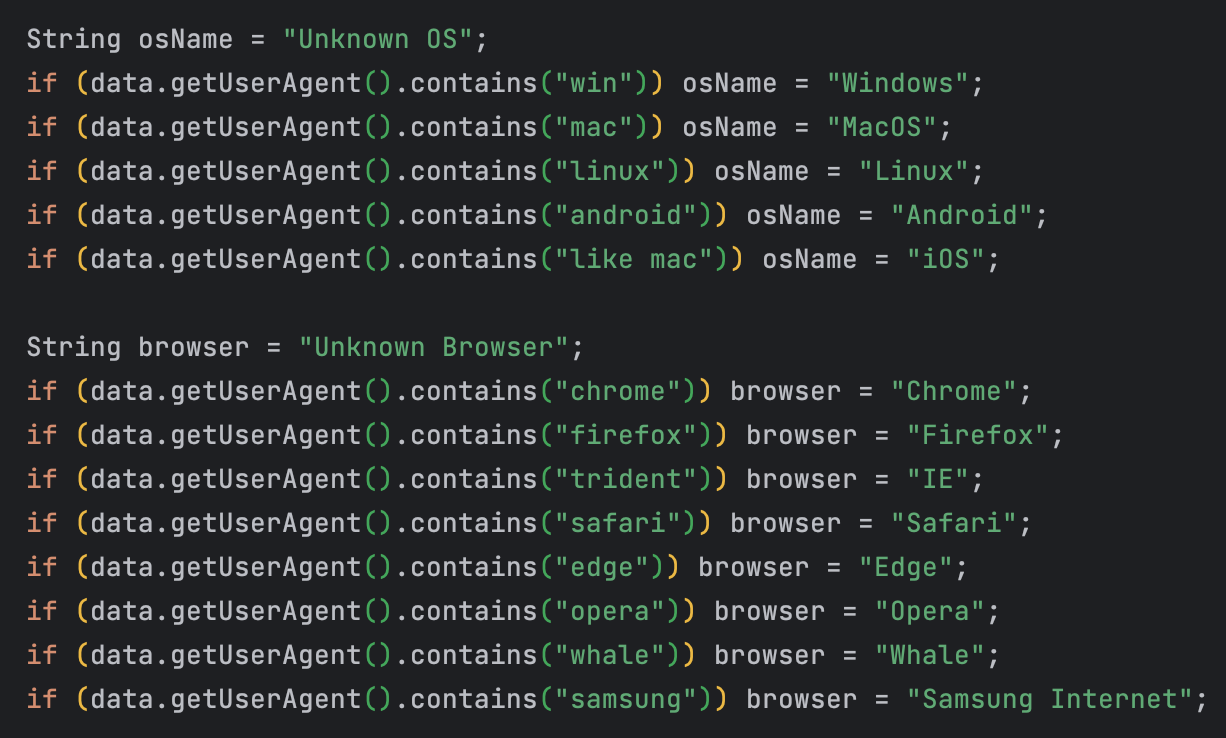 String osName = "Unknown OS";
if (data.getUserAgent().contains("win")) osName = "Windows";
if (data.getUserAgent().contains("mac")) osName = "MacOS";
if (data.getUserAgent().contains("linux")) osName = "Linux";
if (data.getUserAgent().contains("android")) osName = "Android";
if (data.getUserAgent().contains("like mac")) osName = "iOS";
String browser = "Unknown Browser";
if (data.getUserAgent().contains("chrome")) browser = "Chrome";
if (data.getUserAgent().contains("firefox")) browser = "Firefox";
if (data.getUserAgent().contains("trident")) browser = "IE";
if (data.getUserAgent().contains("safari")) browser = "Safari";
if (data.getUserAgent().contains("edge")) browser = "Edge";
if (data.getUserAgent().contains("opera")) browser = "Opera";
if (data.getUserAgent().contains("whale")) browser = "Whale";
if (data.getUserAgent().contains("samsung")) browser = "Samsung Internet";